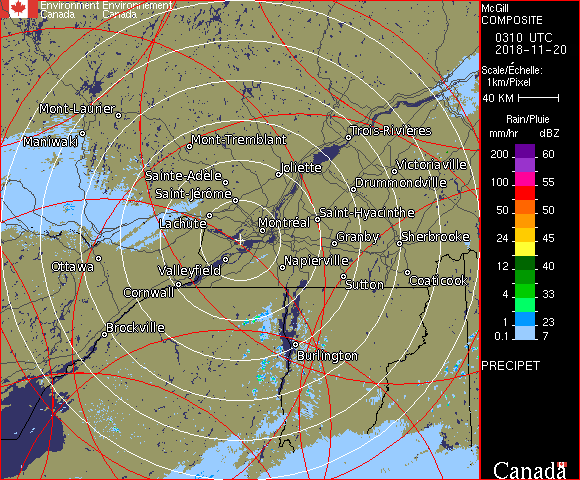 Environment Environnement
Canada Canada
McGill
COMPOSITE
0310 UTC
2018-11-20
Scale/Échelle:
1km/Pixel
40 KM
Rain/Pluie
mm/hr dBZ
200 60
150 57
100 55
50 50
24 45
12 40
4 33
1 23
0.1 7
PRECIPET
Mont-Laurier
Maniwaki
Mont-Tremblant
Trois-Rivières
Joliette
Victoriaville
Sainte-Adèle
Drummondville
Saint-Jérôme
Saint-Hyacinthe
Lachute
Montréal
Granby
Sherbrooke
Ottawa
Valleyfield
Napierville
Sutton
Coaticook
Cornwall
Brockville
Burlington
Canada